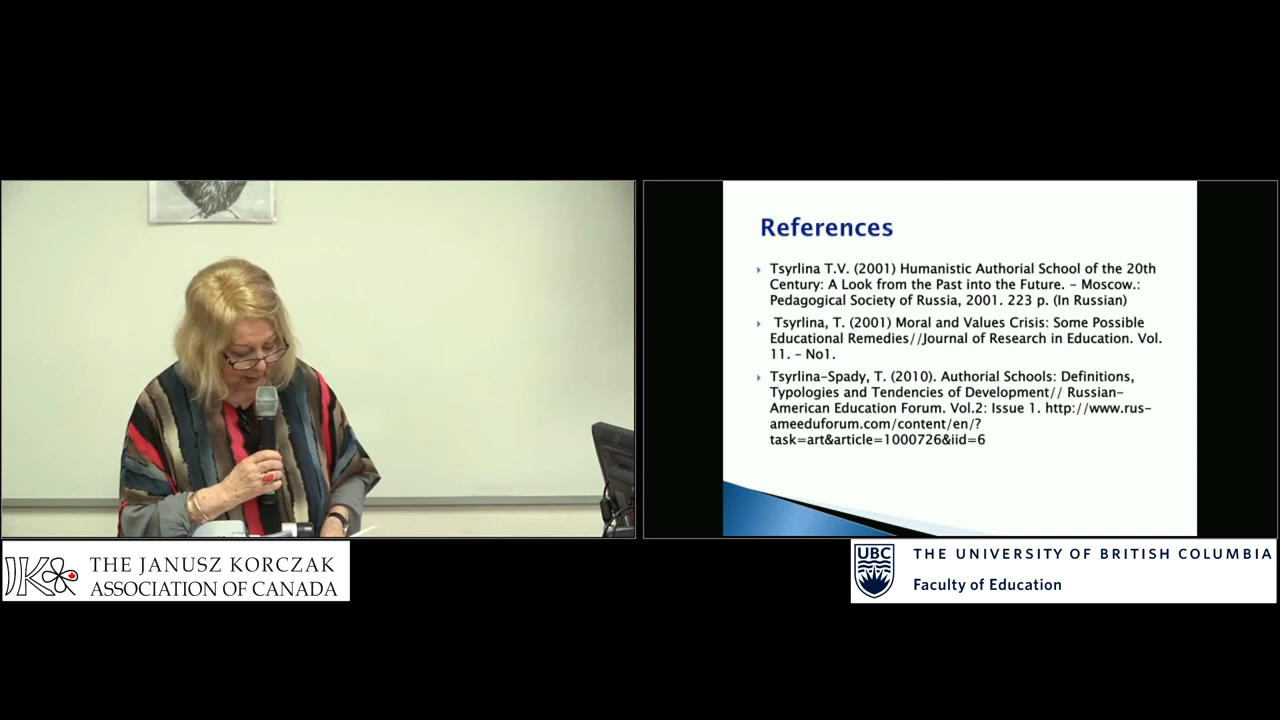 References
Tsyrlina T.V. (2001) Humanistic Authorial School of the 20th
Century: A Look from the Past into the Future. – Moscow.:
Pedagogical Society of Russia, 2001. 223 p. (In Russian)
Tsyrlina, T. (2001) Moral and Values Crisis: Some Possible
Educational Remedies//Journal of Research in Education. Vol.
11. – No1.
Tsyrlina-Spady, T. (2010). Authorial Schools: Definitions,
Typologies and Tendencies of Development// Russian-
American Education Forum. Vol.2: Issue 1. http://www.rus-
ameeduforum.com/content/en/?
task=art&article=1000726&iid=6
JK
THE JANUSZ KORCZAK
ASSOCIATION OF CANADA
UBC
THE UNIVERSITY OF BRITISH COLUMBIA
Faculty of Education